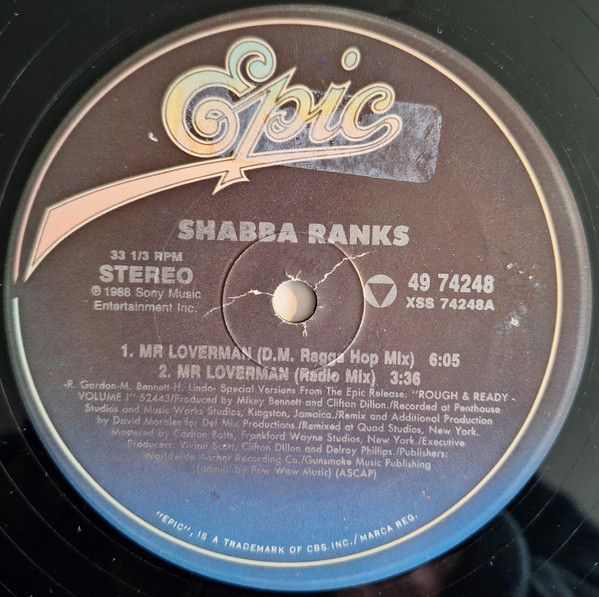 Epic
SHABBA RANKS
33 1/3 RPM
STEREO
℗ 1988 Sony Music
Entertainment Inc.
49 74248
XSS 74248A
1. MR LOVERMAN (D.M. Ragga Hop Mix) 6:05
2. MR LOVERMAN (Radio Mix) 3:36
-R. Gordon-M. Bennett-H. Lindo- Special Versions From The Epic Release: "ROUGH & READY -
VOLUME I" 52443/Produced by Mikey Bennett and Clifton Dillon/Recorded at Penthouse
Studios and Music Works Studios, Kingston, Jamaica./Remix and Additional Production
by David Morales for Def Mix Productions./Remixed at Quad Studios, New York.
Mastered by Carlton Batts, Frankford Wayne Studios, New York./Executive
Producers: Vivian Scott, Clifton Dillon and Delroy Phillips./Publishers:
Worldwide Anchor Recording Co./Gunsmoke Music Publishing
(admin. by Pow Waw Music) (ASCAP)
"EPIC", IS A TRADEMARK OF CBS INC./MARCA REG.